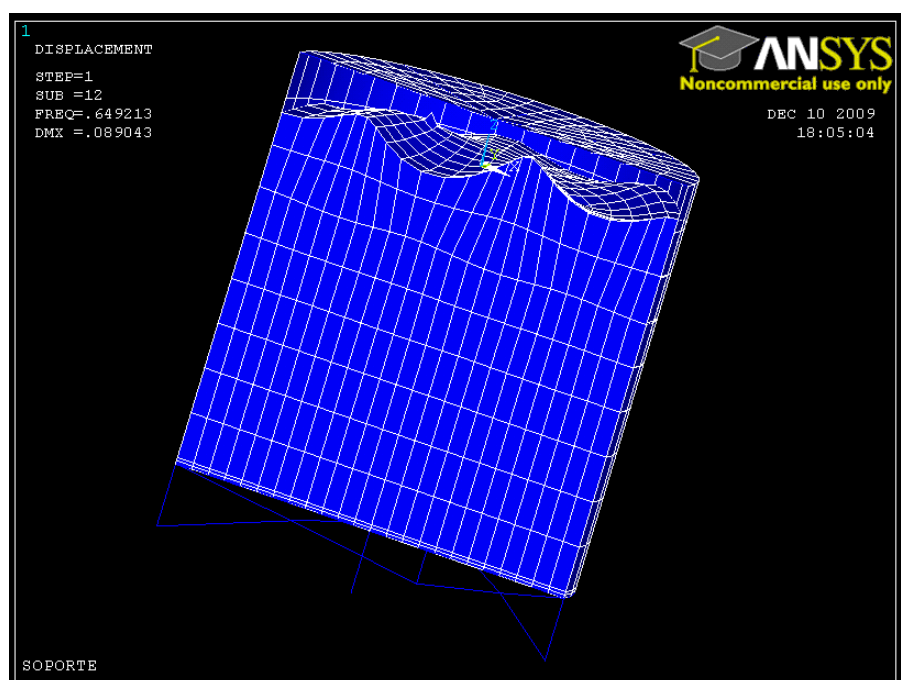 1
DISPLACEMENT
STEP=1
SUB =12
FREQ=.649213
DMX =.089043
ANSYS
Noncommercial use only
DEC 10 2009
18:05:04
SOPORTE